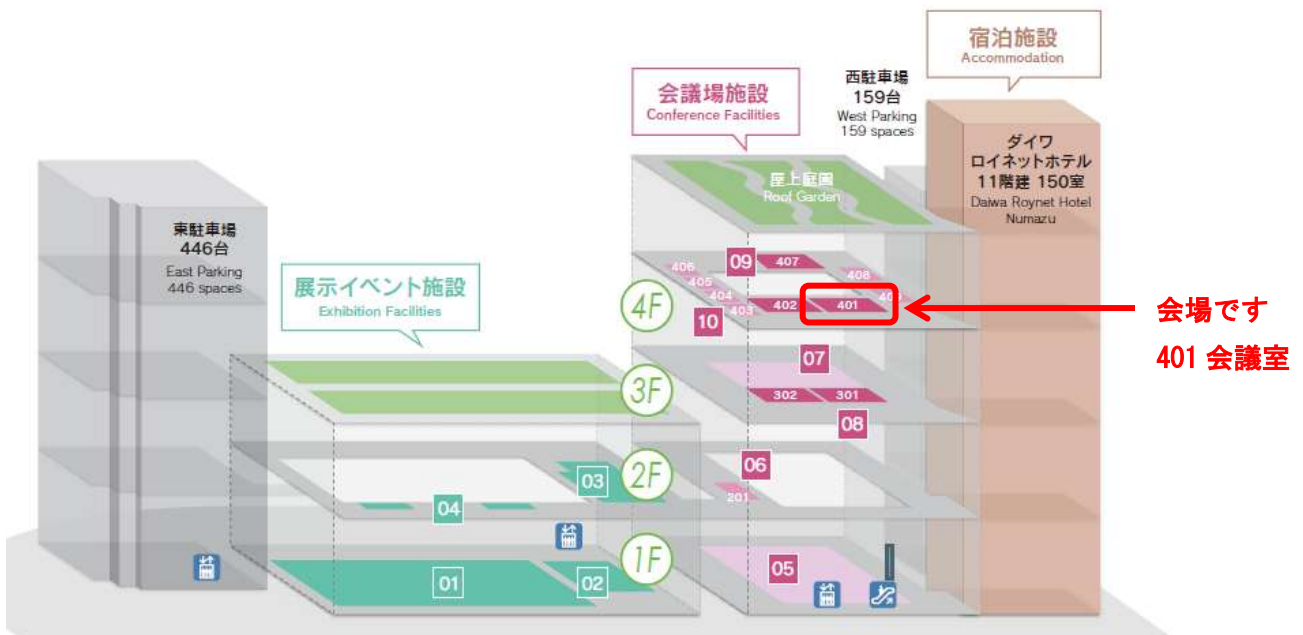 宿泊施設
Accommodation
会議場施設
Conference Facilities
西駐車場
159台
West Parking
159 spaces
ダイワ
ロイネットホテル
11階建 150室
Daiwa Roynet Hotel
Numazu
屋上庭園
Roof Garden
東駐車場
446台
East Parking
446 spaces
展示イベント施設
Exhibition Facilities
4F
406
405
404
403
09
407
408
409
402
401
10
会場です
401 会議室
3F
07
302
301
08
2F
03
04
06
201
1F
01
02
05